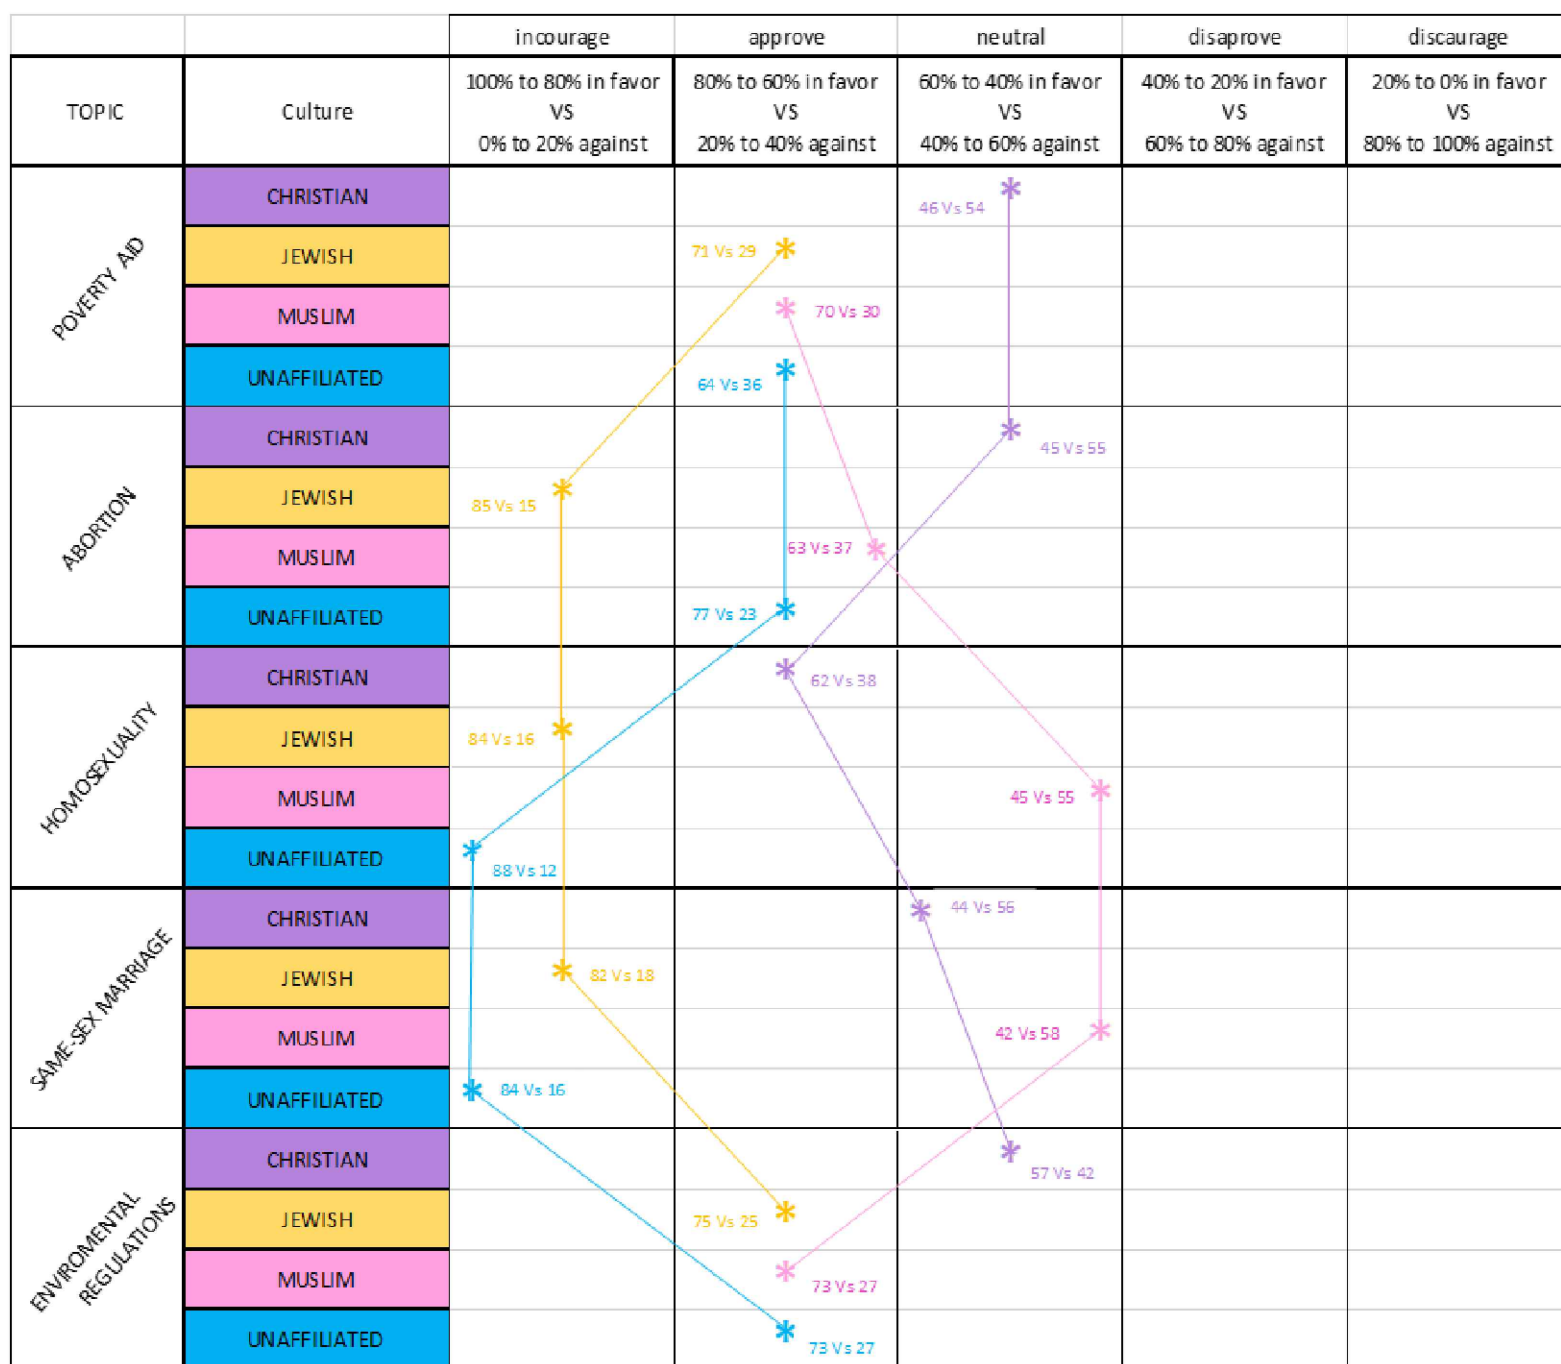 incourage approve neutral disaprove discaurage
TOPIC Culture
100% to 80% in favor
VS
0% to 20% against
80% to 60% in favor
VS
20% to 40% against
60% to 40% in favor
VS
40% to 60% against
40% to 20% in favor
VS
60% to 80% against
20% to 0% in favor
VS
80% to 100% against
POVERTY AID
CHRISTIAN 46 Vs 54
JEWISH 71 Vs 29
MUSLIM 70 Vs 30
UNAFFILIATED 64 Vs 36
ABORTION
CHRISTIAN 45 Vs 55
JEWISH 85 Vs 15
MUSLIM 63 Vs 37
UNAFFILIATED 77 Vs 23
HOMOSEXUALITY
CHRISTIAN 62 Vs 38
JEWISH 84 Vs 16
MUSLIM 45 Vs 55
UNAFFILIATED 88 Vs 12
SAME-SEX MARRIAGE
CHRISTIAN 44 Vs 56
JEWISH 82 Vs 18
MUSLIM 42 Vs 58
UNAFFILIATED 84 Vs 16
ENVIROMENTAL
REGULATIONS
CHRISTIAN 57 Vs 42
JEWISH 75 Vs 25
MUSLIM 73 Vs 27
UNAFFILIATED 73 Vs 27